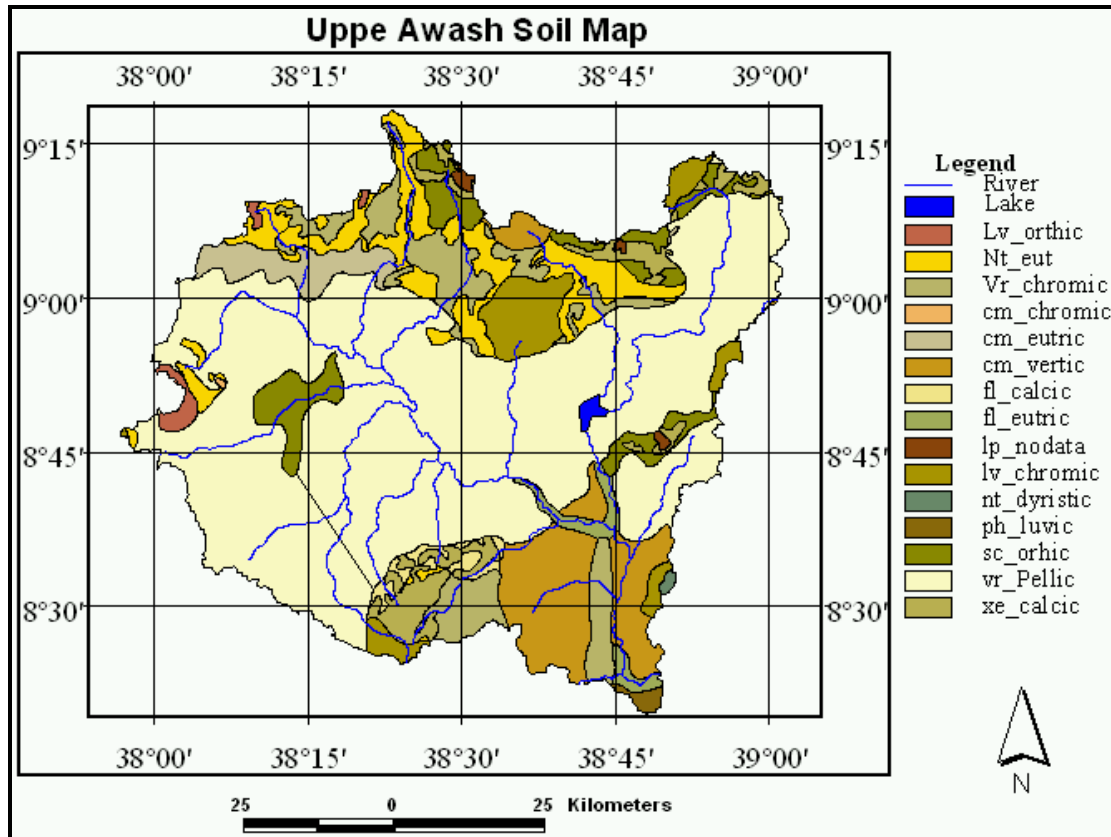 Uppe Awash Soil Map
38°00' 38°15' 38°30' 38°45' 39°00'
9°15' 9°15'
9°00' 9°00'
8°45' 8°45'
8°30' 8°30'
38°00' 38°15' 38°30' 38°45' 39°00'
25 0 25 Kilometers
Legend
River
Lake
Lv_orthic
Nt_eut
Vr_chromic
cm_chromic
cm_eutric
cm_vertic
fl_calcic
fl_eutric
lp_nodata
lv_chromic
nt_dyristic
ph_luvic
sc_orhic
vr_Pellic
xe_calcic
N